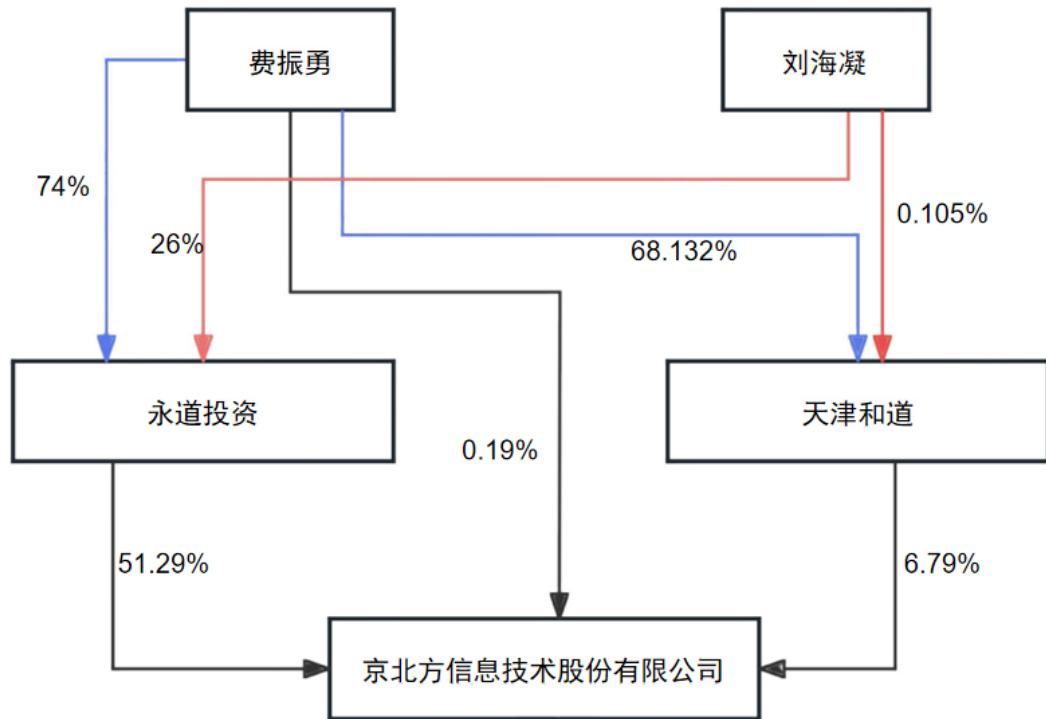 费振勇
刘海凝
74%
26%
68.132%
0.105%
永道投资
天津和道
0.19%
51.29%
6.79%
京北方信息技术股份有限公司